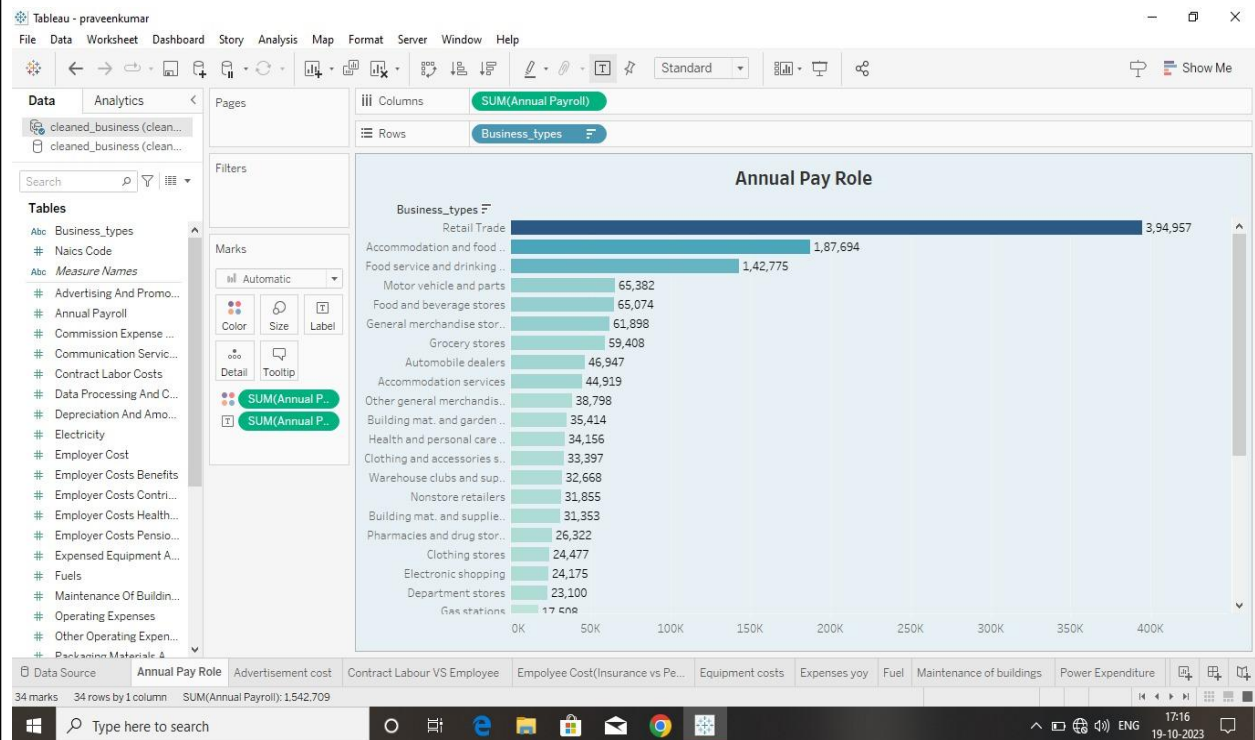 Tableau - praveenkumar
File Data Worksheet Dashboard Story Analysis Map Format Server Window Help
Standard
Show Me
Data Analytics
cleaned_business (clean...
cleaned_business (clean...
Search
Tables
Abc Business_types
# Naics Code
Abc Measure Names
# Advertising And Promo...
# Annual Payroll
# Commission Expense ...
# Communication Servic...
# Contract Labor Costs
# Data Processing And C...
# Depreciation And Amo...
# Electricity
# Employer Cost
# Employer Costs Benefits
# Employer Costs Contri...
# Employer Costs Health...
# Employer Costs Pensio...
# Expensed Equipment A...
# Fuels
# Maintenance Of Buildin...
# Operating Expenses
# Other Operating Expen...
# Packaging Materials A
Pages
Filters
Marks
Automatic
Color Size Label
Detail Tooltip
SUM(Annual P..
SUM(Annual P..
Columns SUM(Annual Payroll)
Rows Business_types
Annual Pay Role
Business_types
Retail Trade 3,94,957
Accommodation and food .. 1,87,694
Food service and drinking .. 1,42,775
Motor vehicle and parts 65,382
Food and beverage stores 65,074
General merchandise stor.. 61,898
Grocery stores 59,408
Automobile dealers 46,947
Accommodation services 44,919
Other general merchandis.. 38,798
Building mat. and garden .. 35,414
Health and personal care .. 34,156
Clothing and accessories s.. 33,397
Warehouse clubs and sup.. 32,668
Nonstore retailers 31,855
Building mat. and supplie.. 31,353
Pharmacies and drug stor.. 26,322
Clothing stores 24,477
Electronic shopping 24,175
Department stores 23,100
Gas stations 17,508
0K 50K 100K 150K 200K 250K 300K 350K 400K
Data Source Annual Pay Role Advertisement cost Contract Labour VS Employee Empolyee Cost(Insurance vs Pe... Equipment costs Expenses yoy Fuel Maintenance of buildings Power Expenditure
34 marks 34 rows by 1 column SUM(Annual Payroll): 1,542,709
Type here to search
ENG
17:16
19-10-2023